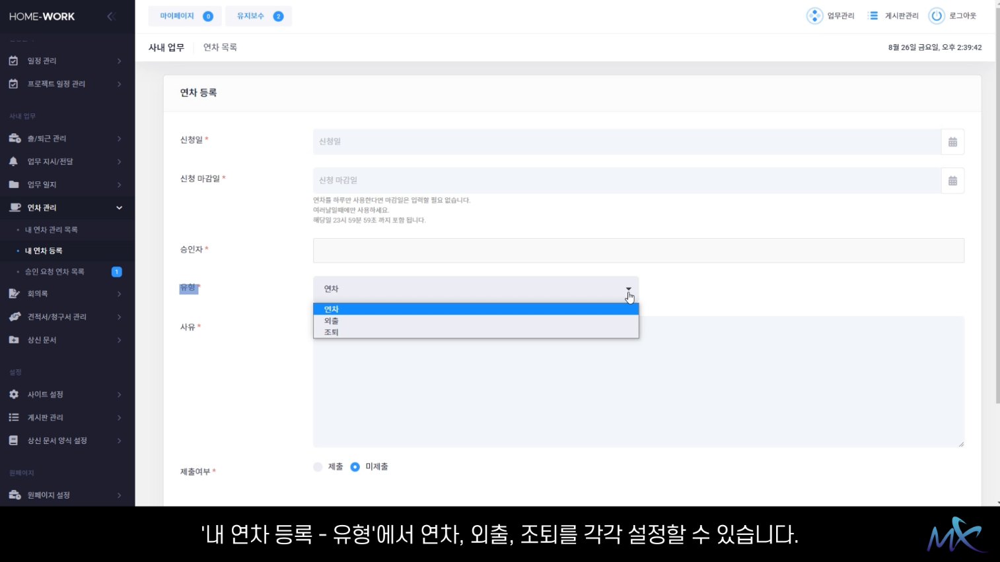 HOME-WORK
마이페이지 0
유지보수 2
업무관리
게시판관리
로그아웃
사내 업무
연차 목록
8월 26일 금요일, 오후 2:39:42
일정 관리
프로젝트 일정 관리
사내 업무
출/퇴근 관리
업무 지시/전달
업무 일지
연차 관리
내 연차 관리 목록
내 연차 등록
승인 요청 연차 목록 1
회의록
견적서/청구서 관리
상신 문서
설정
사이트 설정
게시판 관리
상신 문서 양식 설정
원페이지
원페이지 설정
연차 등록
신청일 *
신청일
신청 마감일 *
신청 마감일
연차를 하루만 사용한다면 마감일은 입력할 필요 없습니다.
여러날일때에만 사용하세요.
해당일 23시 59분 59초 까지 포함 됩니다.
승인자 *
유형 *
연차
연차
외출
조퇴
사유 *
제출여부 *
제출
미제출
'내 연차 등록 - 유형'에서 연차, 외출, 조퇴를 각각 설정할 수 있습니다.
MX